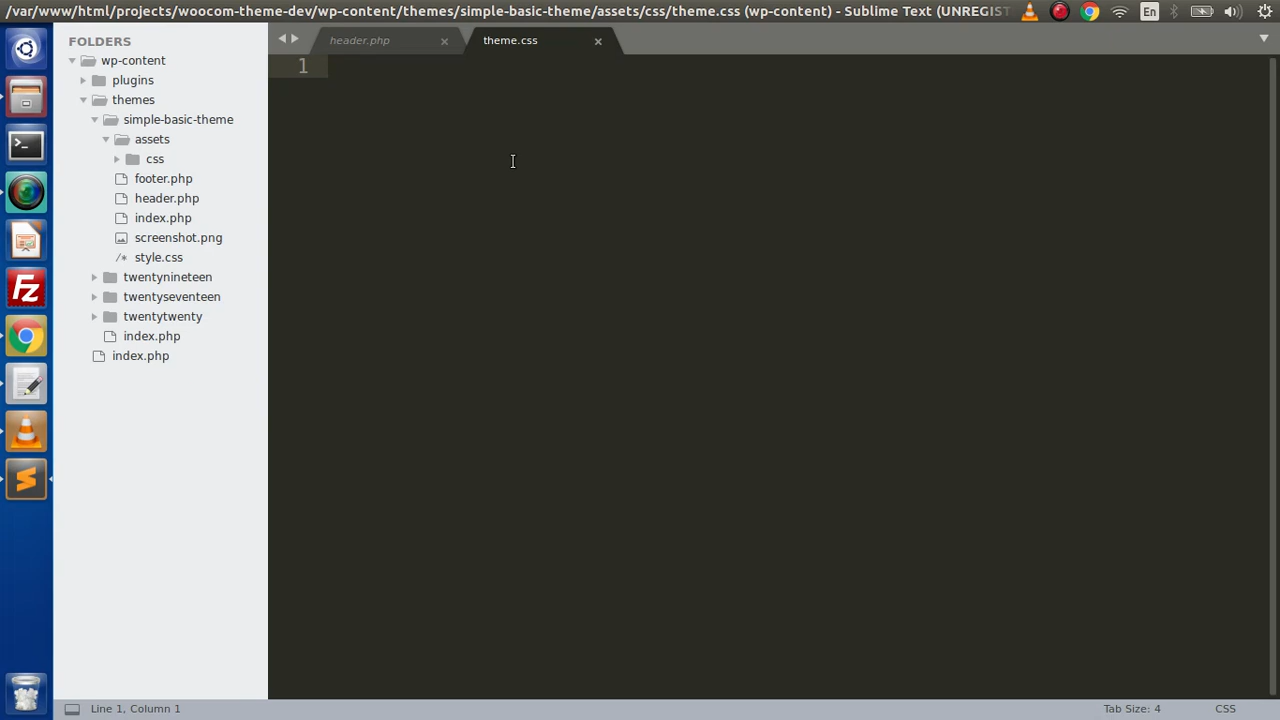 /var/www/html/projects/woocom-theme-dev/wp-content/themes/simple-basic-theme/assets/css/theme.css (wp-content) - Sublime Text (UNREGIST
En
FOLDERS
wp-content
plugins
themes
simple-basic-theme
assets
css
footer.php
header.php
index.php
screenshot.png
/* style.css
twentynineteen
twentyseventeen
twentytwenty
index.php
index.php
header.php
theme.css
1
Fz
Line 1, Column 1
Tab Size: 4
CSS